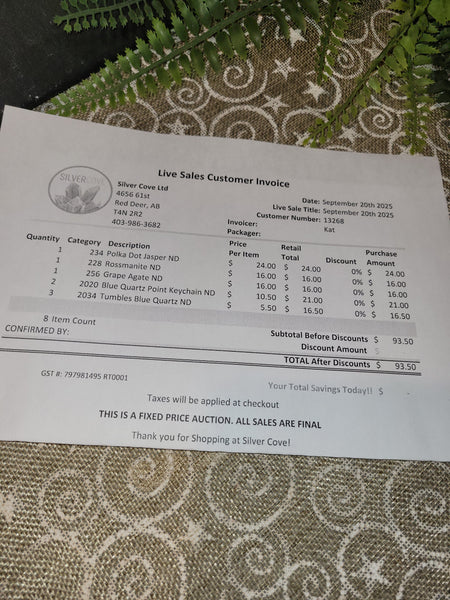 Live Sales Customer Invoice
SILVER COVE
Silver Cove Ltd
4656 61st
Red Deer, AB
T4N 2R2
403-986-3682
Date: September 20th 2025
Live Sale Title: September 20th 2025
Customer Number: 13268
Invoicer: Kat
Packager:
Quantity Category Description Price Per Item Retail Total Discount Purchase Amount
1 234 Polka Dot Jasper ND $ 24.00 $ 24.00 0% $ 24.00
1 228 Rossmanite ND $ 16.00 $ 16.00 0% $ 16.00
1 256 Grape Agate ND $ 16.00 $ 16.00 0% $ 16.00
2 2020 Blue Quartz Point Keychain ND $ 10.50 $ 21.00 0% $ 21.00
3 2034 Tumbles Blue Quartz ND $ 5.50 $ 16.50 0% $ 16.50
8 Item Count
Subtotal Before Discounts $ 93.50
CONFIRMED BY:
Discount Amount
TOTAL After Discounts $ 93.50
GST #: 797981495 RT0001
Your Total Savings Today!! $
Taxes will be applied at checkout
THIS IS A FIXED PRICE AUCTION. ALL SALES ARE FINAL
Thank you for Shopping at Silver Cove!